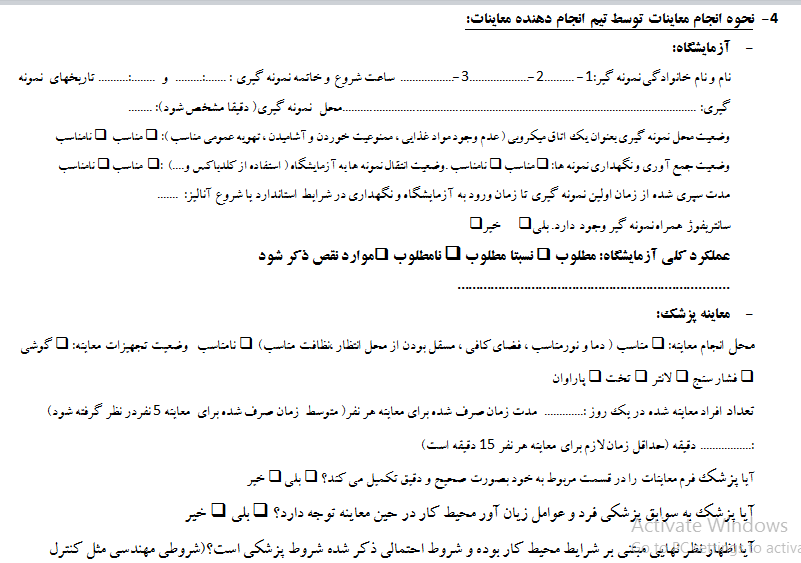 4- نحوه انجام معاینات توسط تیم انجام دهنده معاینات:
- آزمایشگاه:
نام و نام خانوادگی نمونه گیر:1- ..........2-....................3-.................. ساعت شروع و خاتمه نمونه گیری : .......:......... و .......:.......... تاریخهای نمونه
گیری: ..........................................................................................................................محل نمونه گیری( دقیقا مشخص شود): ........
وضعیت محل نمونه گیری بعنوان یک اتاق میکروبی (عدم وجود مواد غذایی ، ممنوعیت خوردن و آشامیدن ، تهویه عمومی مناسب ): ❑ مناسب ❑ نامناسب
وضعیت جمع آوری و نگهداری نمونه ها: ❑مناسب ❑ نامناسب .وضعیت انتقال نمونه ها به آزمایشگاه ( استفاده از کلدباکس و....) :❑ مناسب ❑ نامناسب
مدت سپری شده از زمان اولین نمونه گیری تا زمان ورود به آزمایشگاه و نگهداری در شرایط استاندارد یا شروع آنالیز: .......
سانتریفوژ همراه نمونه گیر وجود دارد.بلی❑ خیر❑
عملکرد کلی آزمایشگاه: مطلوب ❑ نسبتا مطلوب ❑ نامطلوب ❑موارد نقص ذکر شود
......................................................................
- معاینه پزشک:
محل انجام معاینه: ❑ مناسب ( دما و نورمناسب ، فضای کافی ، مسقل بودن از محل انتظار ،نظافت مناسب) ❑ نامناسب وضعیت تجهیزات معاینه: ❑ گوشی
❑ فشار سنج ❑ لاتر ❑ تخت ❑ پاراوان
تعداد افراد معاینه شده در یک روز :............. مدت زمان صرف شده برای معاینه هر نفر( متوسط زمان صرف شده برای معاینه 5 نفردر نظر گرفته شود)
:................. دقیقه (حداقل زمان لازم برای معاینه هر نفر 15 دقیقه است)
آیا پزشک فرم معاینات را در قسمت مربوط به خود بصورت صحیح و دقیق تکمیل می کند؟ ❑ بلی ❑ خیر
آیا پزشک به سوابق پزشکی فرد و عوامل زیان آور محیط کار در حین معاینه توجه دارد؟ ❑ بلی ❑ خیر
آیا اظهار نظر نهایی مبتنی بر شرایط محیط کار بوده و شروط احتمالی ذکر شده شروط پزشکی است؟(شروطی مهندسی مثل کنترل
Activate Windows
Go to PC settings to activa